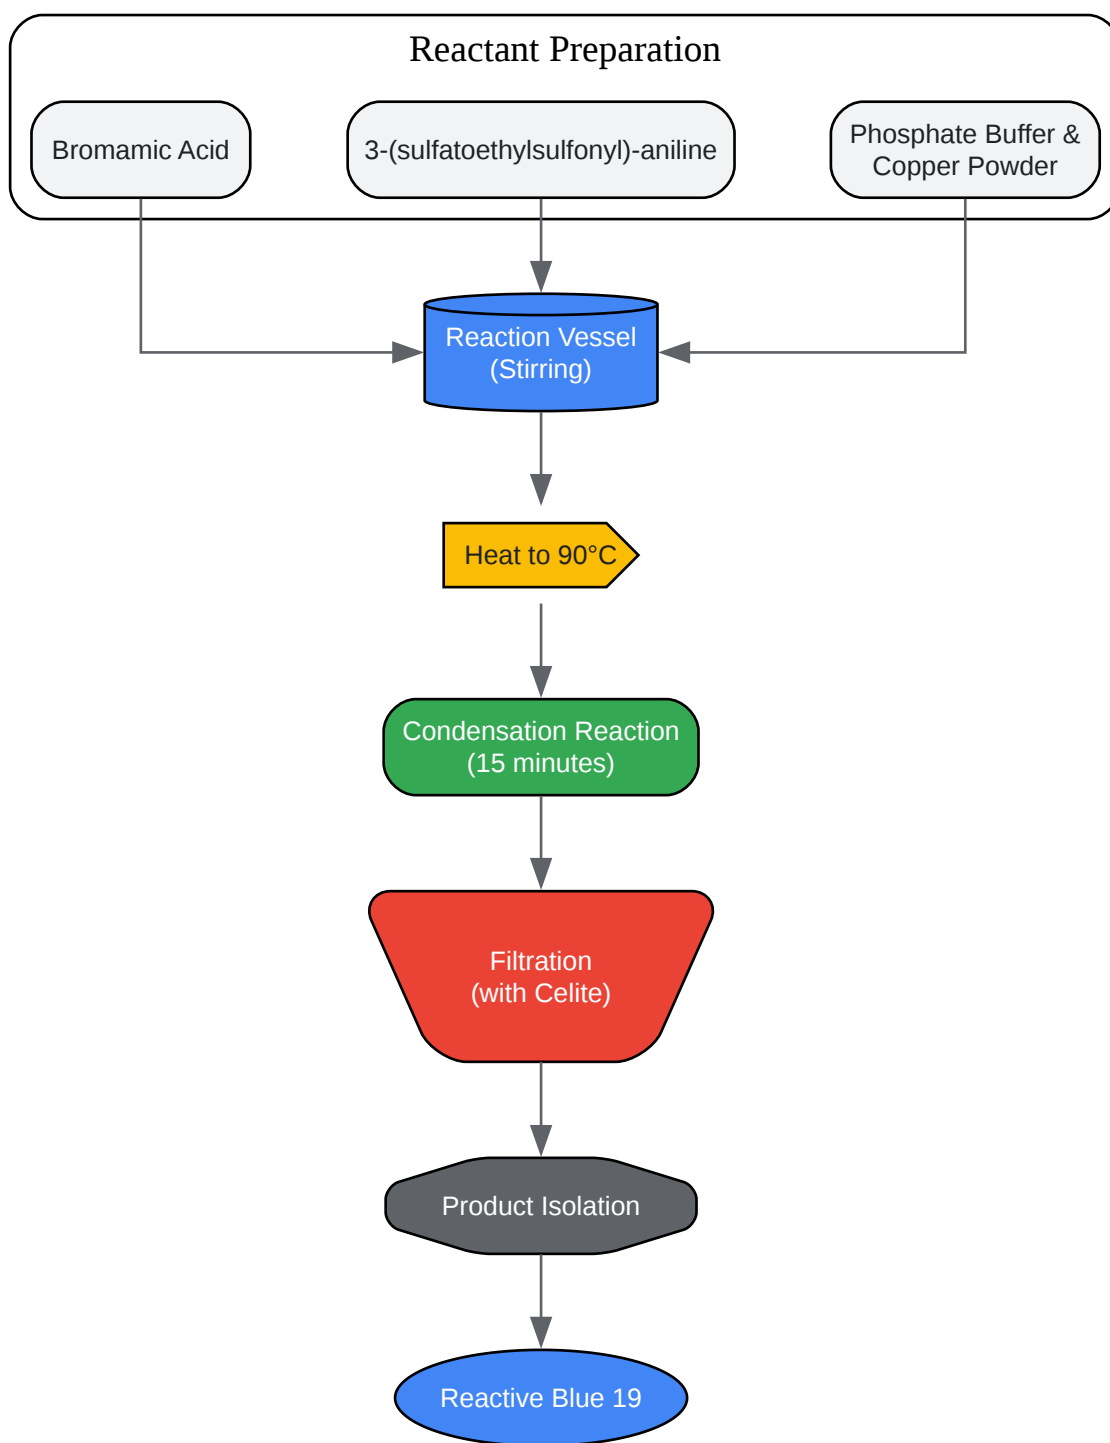 Reactant Preparation
Bromamic Acid
3-(sulfatoethylsulfonyl)-aniline
Phosphate Buffer &
Copper Powder
Reaction Vessel
(Stirring)
Heat to 90°C
Condensation Reaction
(15 minutes)
Filtration
(with Celite)
Product Isolation
Reactive Blue 19